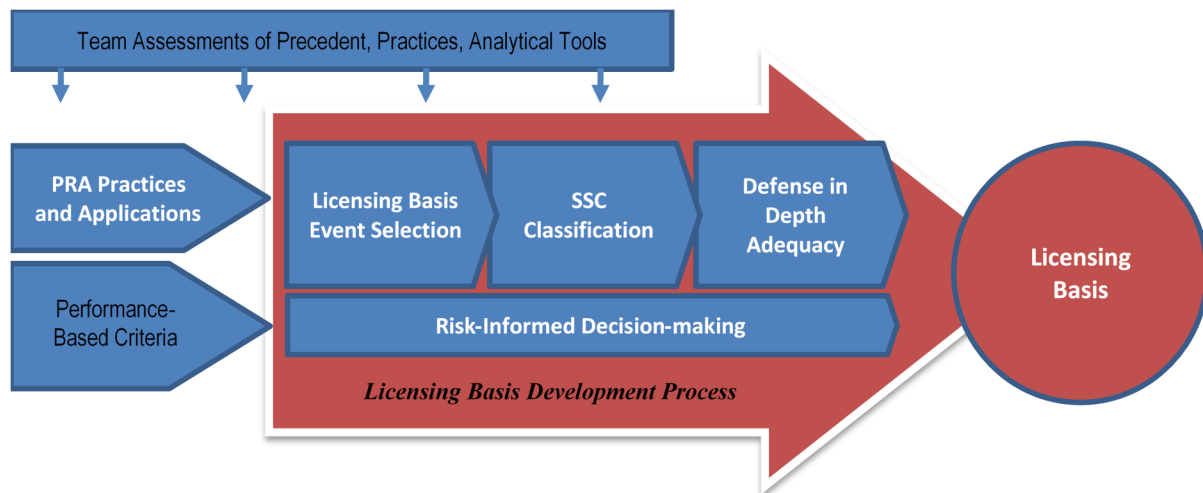 Team Assessments of Precedent, Practices, Analytical Tools
PRA Practices
and Applications
Licensing Basis
Event Selection
SSC
Classification
Defense in
Depth
Adequacy
Licensing
Basis
Performance-
Based Criteria
Risk-Informed Decision-making
Licensing Basis Development Process